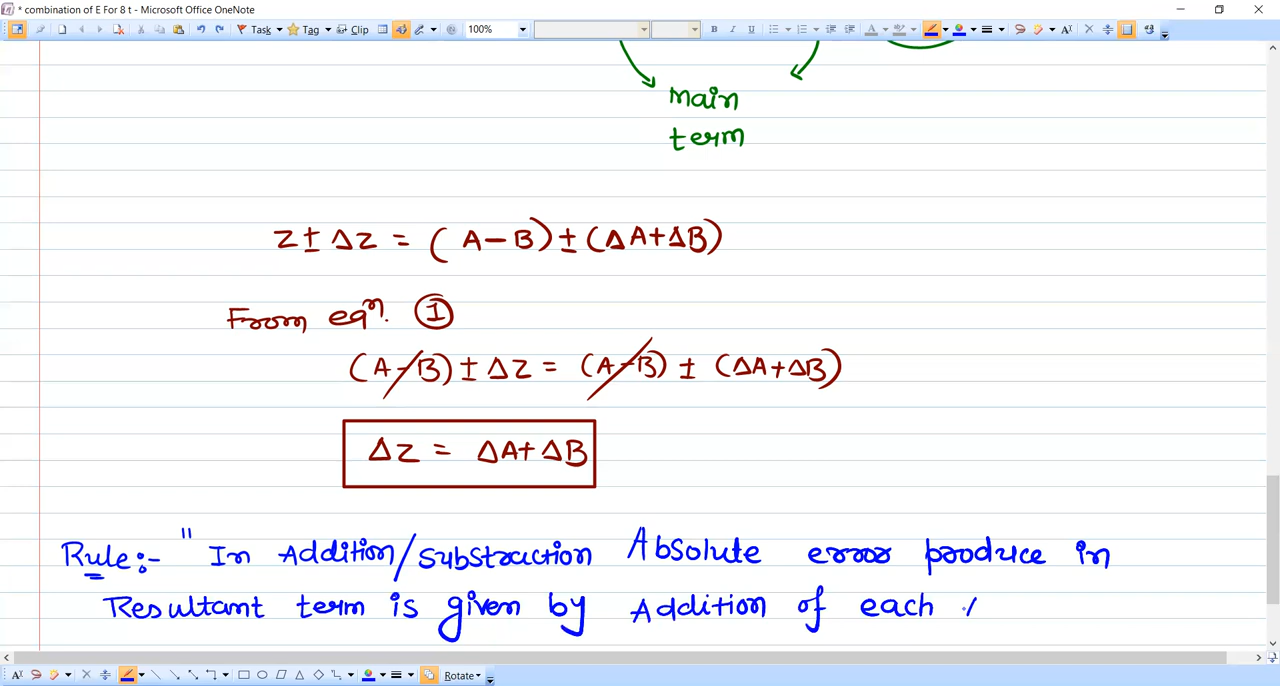 * combination of E For 8 t - Microsoft Office OneNote
Task Tag Clip 100%
Main
term
Z ± ΔZ = (A - B) ± (ΔA + ΔB)
From eqⁿ. ①
(A - B) ± ΔZ = (A - B) ± (ΔA + ΔB)
ΔZ = ΔA + ΔB
Rule:- " In Addition/Substraction Absolute error produce in
Resultant term is given by Addition of each
Rotate